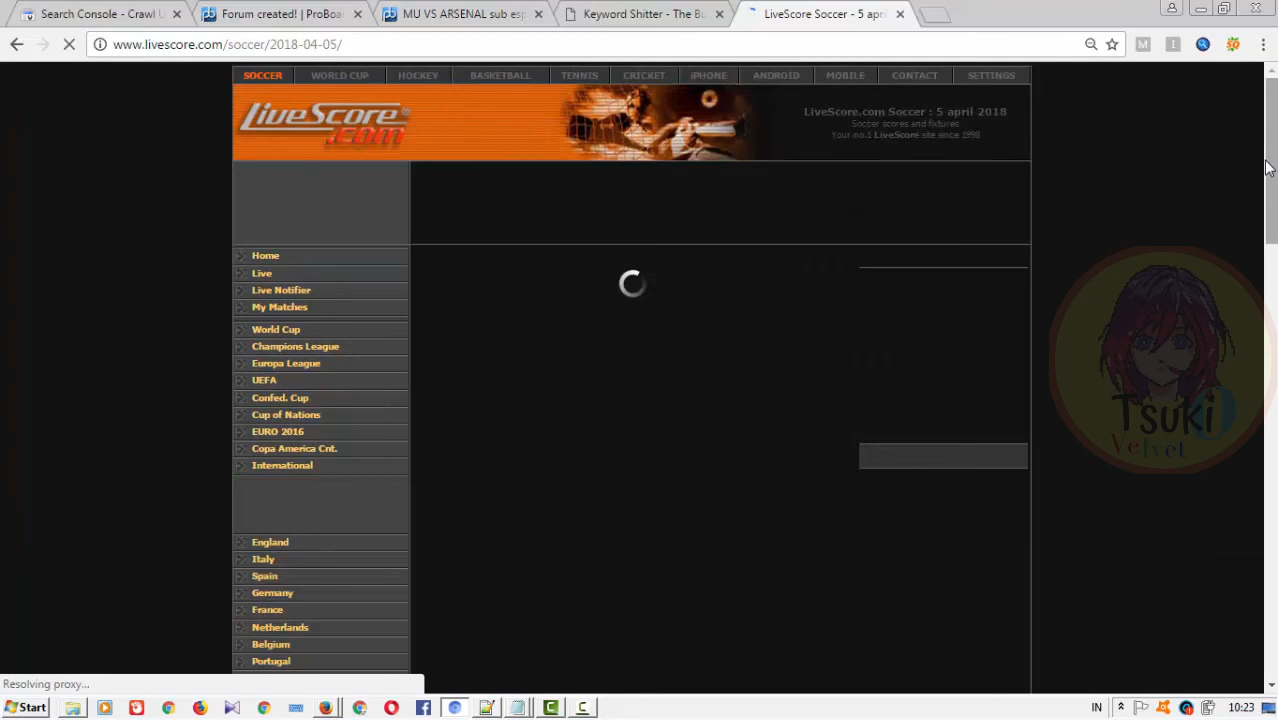 Search Console - Crawl U
Forum created! | ProBoa
MU VS ARSENAL sub esp
Keyword Shitter - The Bu
LiveScore Soccer - 5 apri
www.livescore.com/soccer/2018-04-05/
SOCCER WORLD CUP HOCKEY BASKETBALL TENNIS CRICKET iPHONE ANDROID MOBILE CONTACT SETTINGS
LiveScore®
.com
LiveScore.com Soccer : 5 april 2018
Soccer scores and fixtures
Your no.1 LiveScore site since 1998
Home
Live
Live Notifier
My Matches
World Cup
Champions League
Europa League
UEFA
Confed. Cup
Cup of Nations
EURO 2016
Copa America Cnt.
International
England
Italy
Spain
Germany
France
Netherlands
Belgium
Portugal
Tsuki
Velvet
Resolving proxy...
Start
IN
10:23